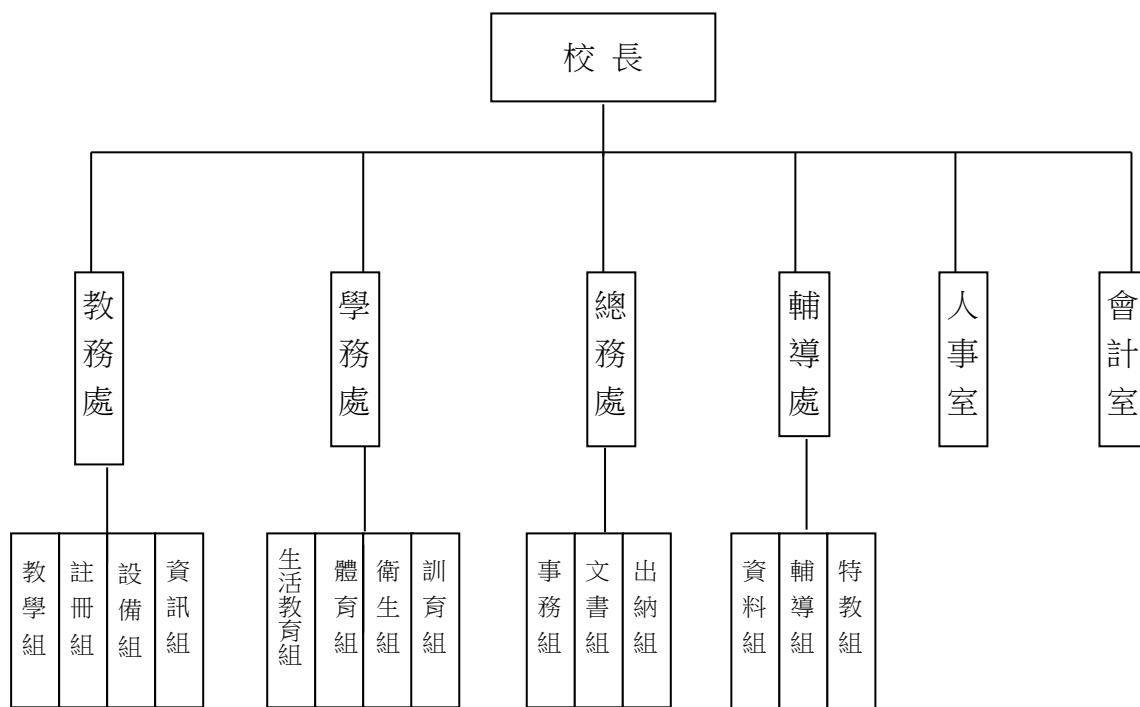 校長
教務處
學務處
總務處
輔導處
人事室
會計室
教學組
註冊組
設備組
資訊組
生活教育組
體育組
衛生組
訓育組
事務組
文書組
出納組
資料組
輔導組
特教組